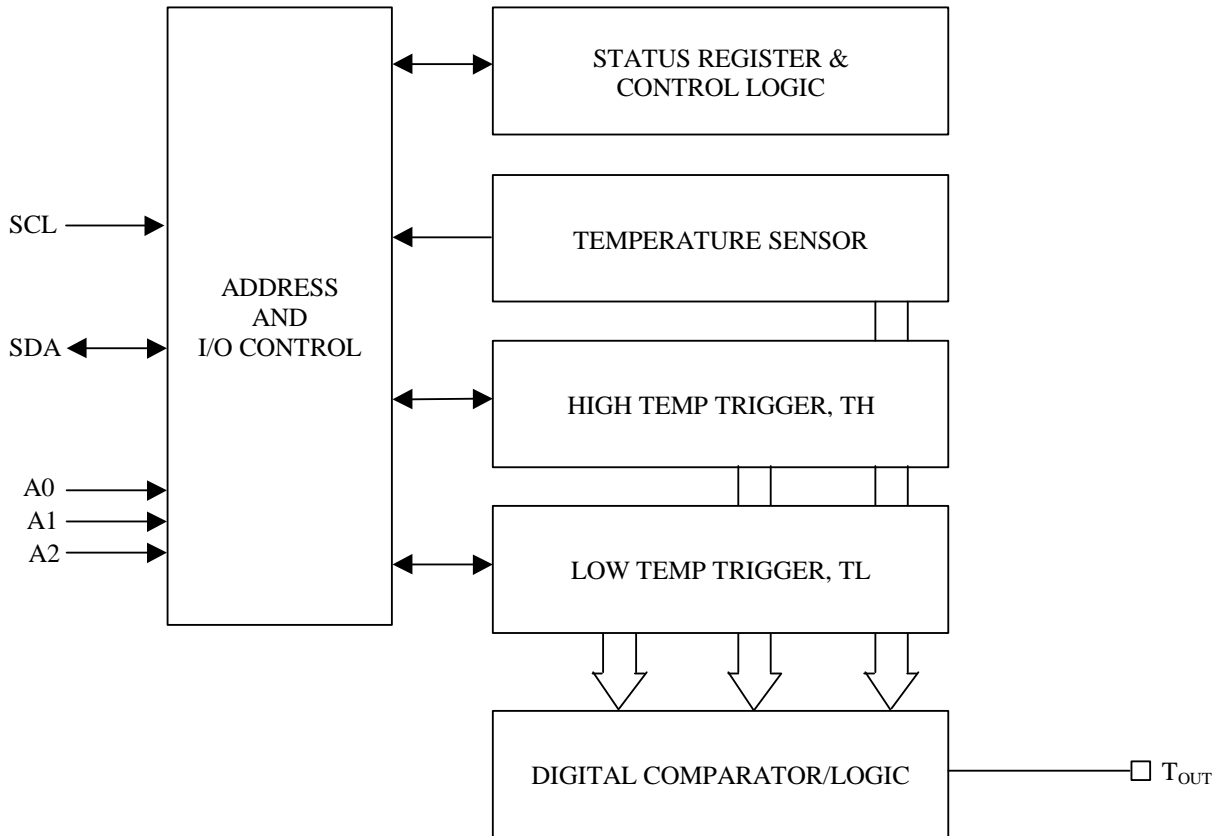 STATUS REGISTER &
CONTROL LOGIC
SCL
TEMPERATURE SENSOR
ADDRESS
AND
I/O CONTROL
SDA
HIGH TEMP TRIGGER, TH
A0
A1
A2
LOW TEMP TRIGGER, TL
DIGITAL COMPARATOR/LOGIC
TOUT